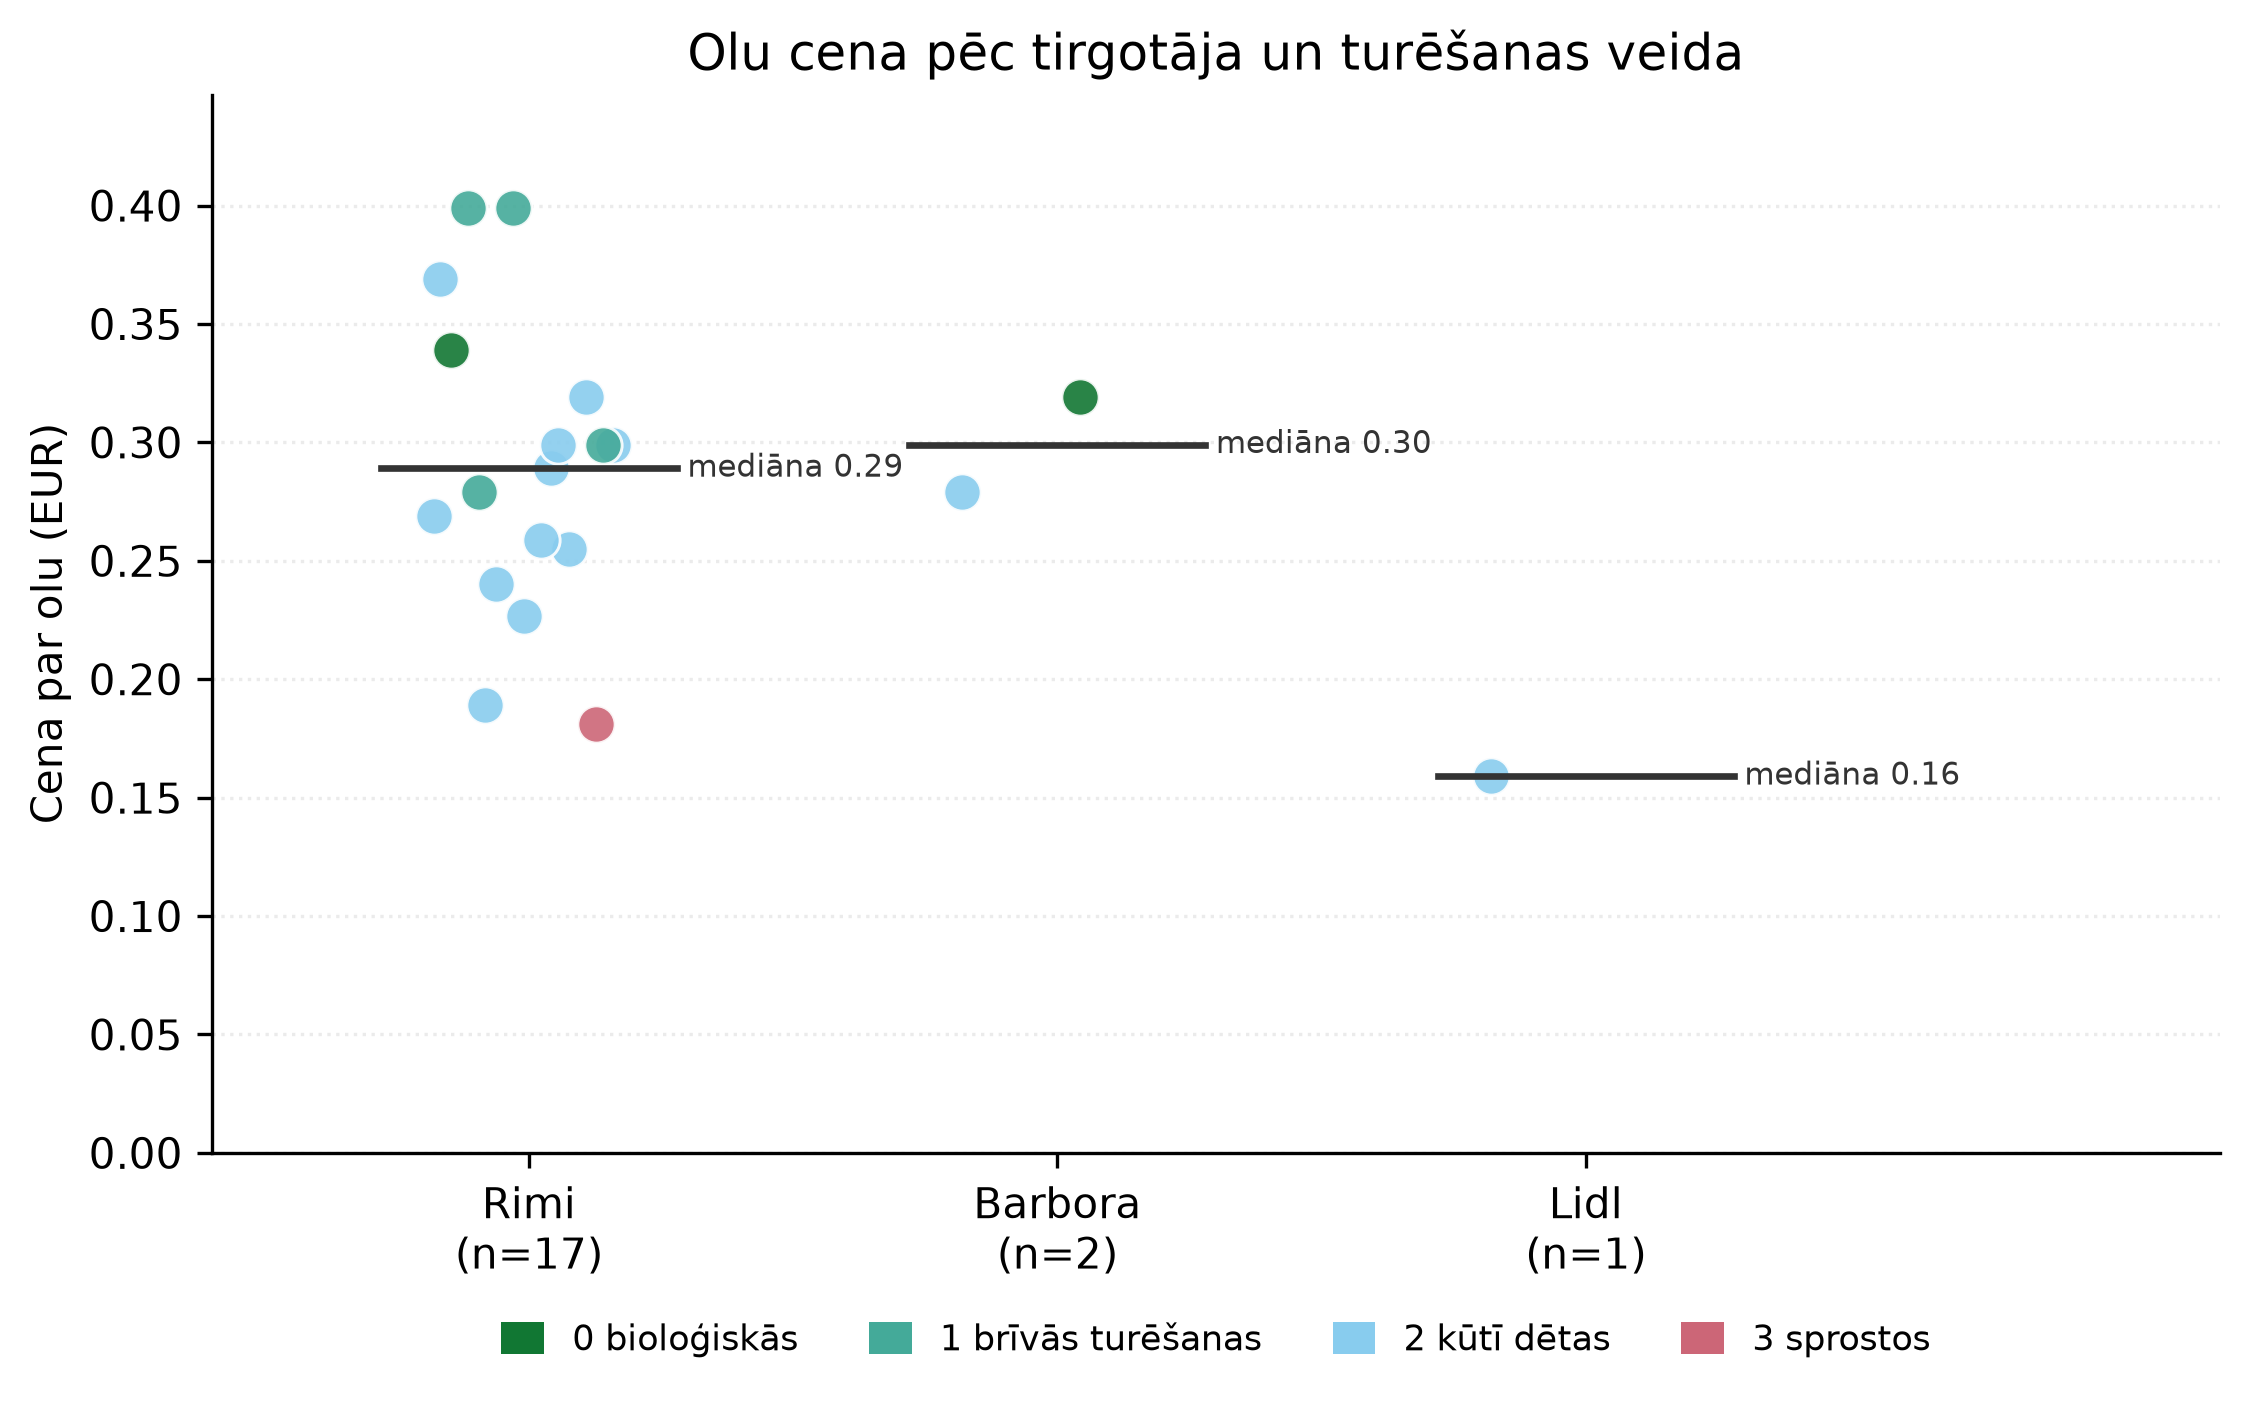 Olu cena pēc tirgotāja un turēšanas veida
Cena par olu (EUR)
0.40
0.35
0.30
0.25
0.20
0.15
0.10
0.05
0.00
mediāna 0.29
mediāna 0.30
mediāna 0.16
Rimi
(n=17)
Barbora
(n=2)
Lidl
(n=1)
0 bioloģiskās
1 brīvās turēšanas
2 kūtī dētas
3 sprostos